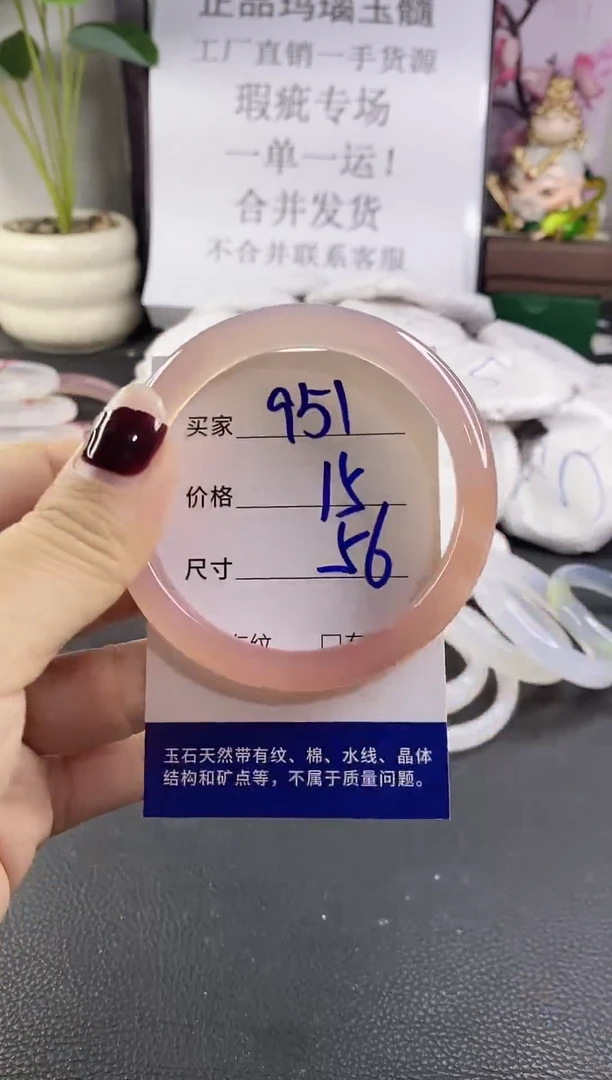 正品玛瑙玉髓
工厂直销一手货源
瑕疵专场
一单一运！
合并发货
不合并联系客服
买家 951
价格 15
尺寸 56
纹 □有
玉石天然带有纹、棉、水线、晶体
结构和矿点等，不属于质量问题。